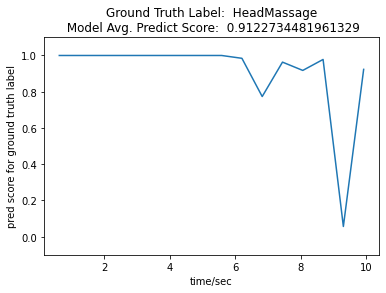 Ground Truth Label: HeadMassage
Model Avg. Predict Score: 0.9122734481961329
1.0
0.8
0.6
0.4
0.2
0.0
pred score for ground truth label
2
4
6
8
10
time/sec